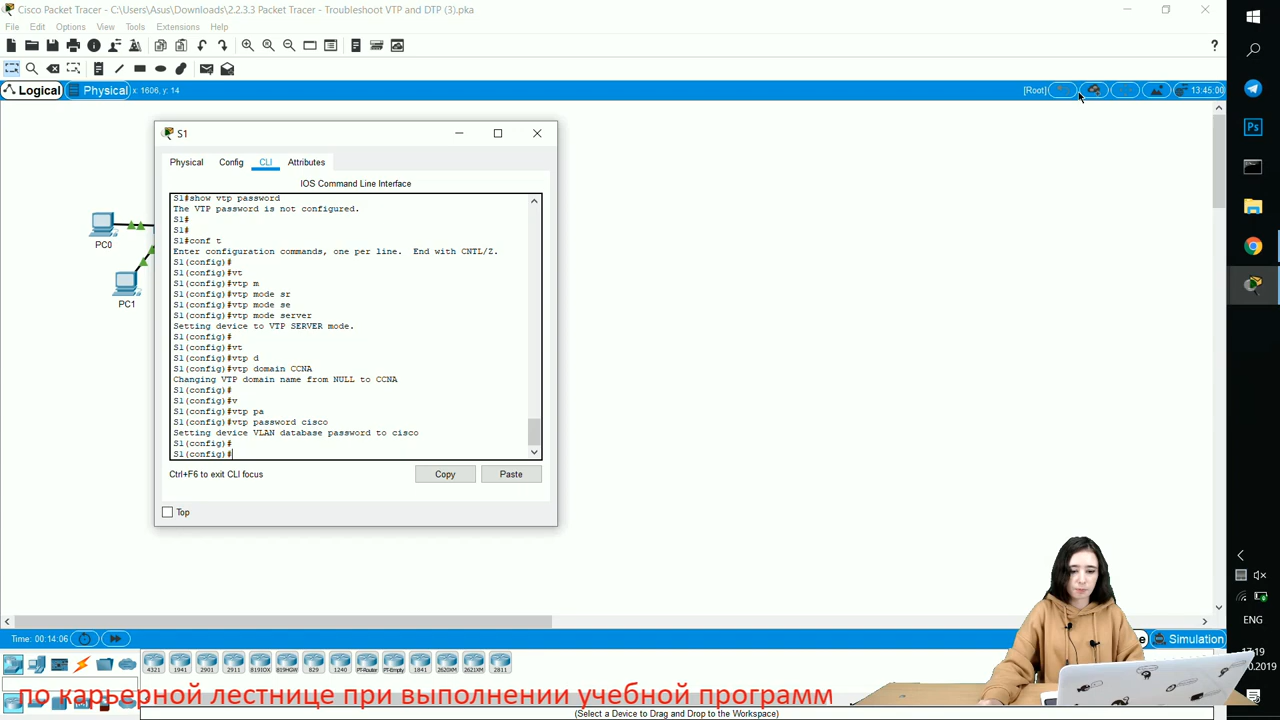 Cisco Packet Tracer - C:\Users\Asus\Downloads\2.2.3.3 Packet Tracer - Troubleshoot VTP and DTP (3).pka
File Edit Options View Tools Extensions Help
?
Logical Physical x: 1606, y: 14 [Root] 13:45:00
S1
Physical Config CLI Attributes
IOS Command Line Interface
S1#show vtp password
The VTP password is not configured.
S1#
S1#
S1#conf t
Enter configuration commands, one per line. End with CNTL/Z.
S1(config)#
S1(config)#vt
S1(config)#vtp m
S1(config)#vtp mode sr
S1(config)#vtp mode se
S1(config)#vtp mode server
Setting device to VTP SERVER mode.
S1(config)#
S1(config)#vt
S1(config)#vtp d
S1(config)#vtp domain CCNA
Changing VTP domain name from NULL to CCNA
S1(config)#
S1(config)#v
S1(config)#vtp pa
S1(config)#vtp password cisco
Setting device VLAN database password to cisco
S1(config)#
S1(config)#
Ctrl+F6 to exit CLI focus Copy Paste
Top
PC0
PC1
Ps
ENG
17:19
Time: 00:14:06 Simulation
4321 1941 2901 2911 819IOX 819HGW 829 1240 PT-Router PT-Empty 1841 2620XM 2621XM 2811
по карьерной лестнице при выполнении учебной программ
(Select a Device to Drag and Drop to the Workspace)